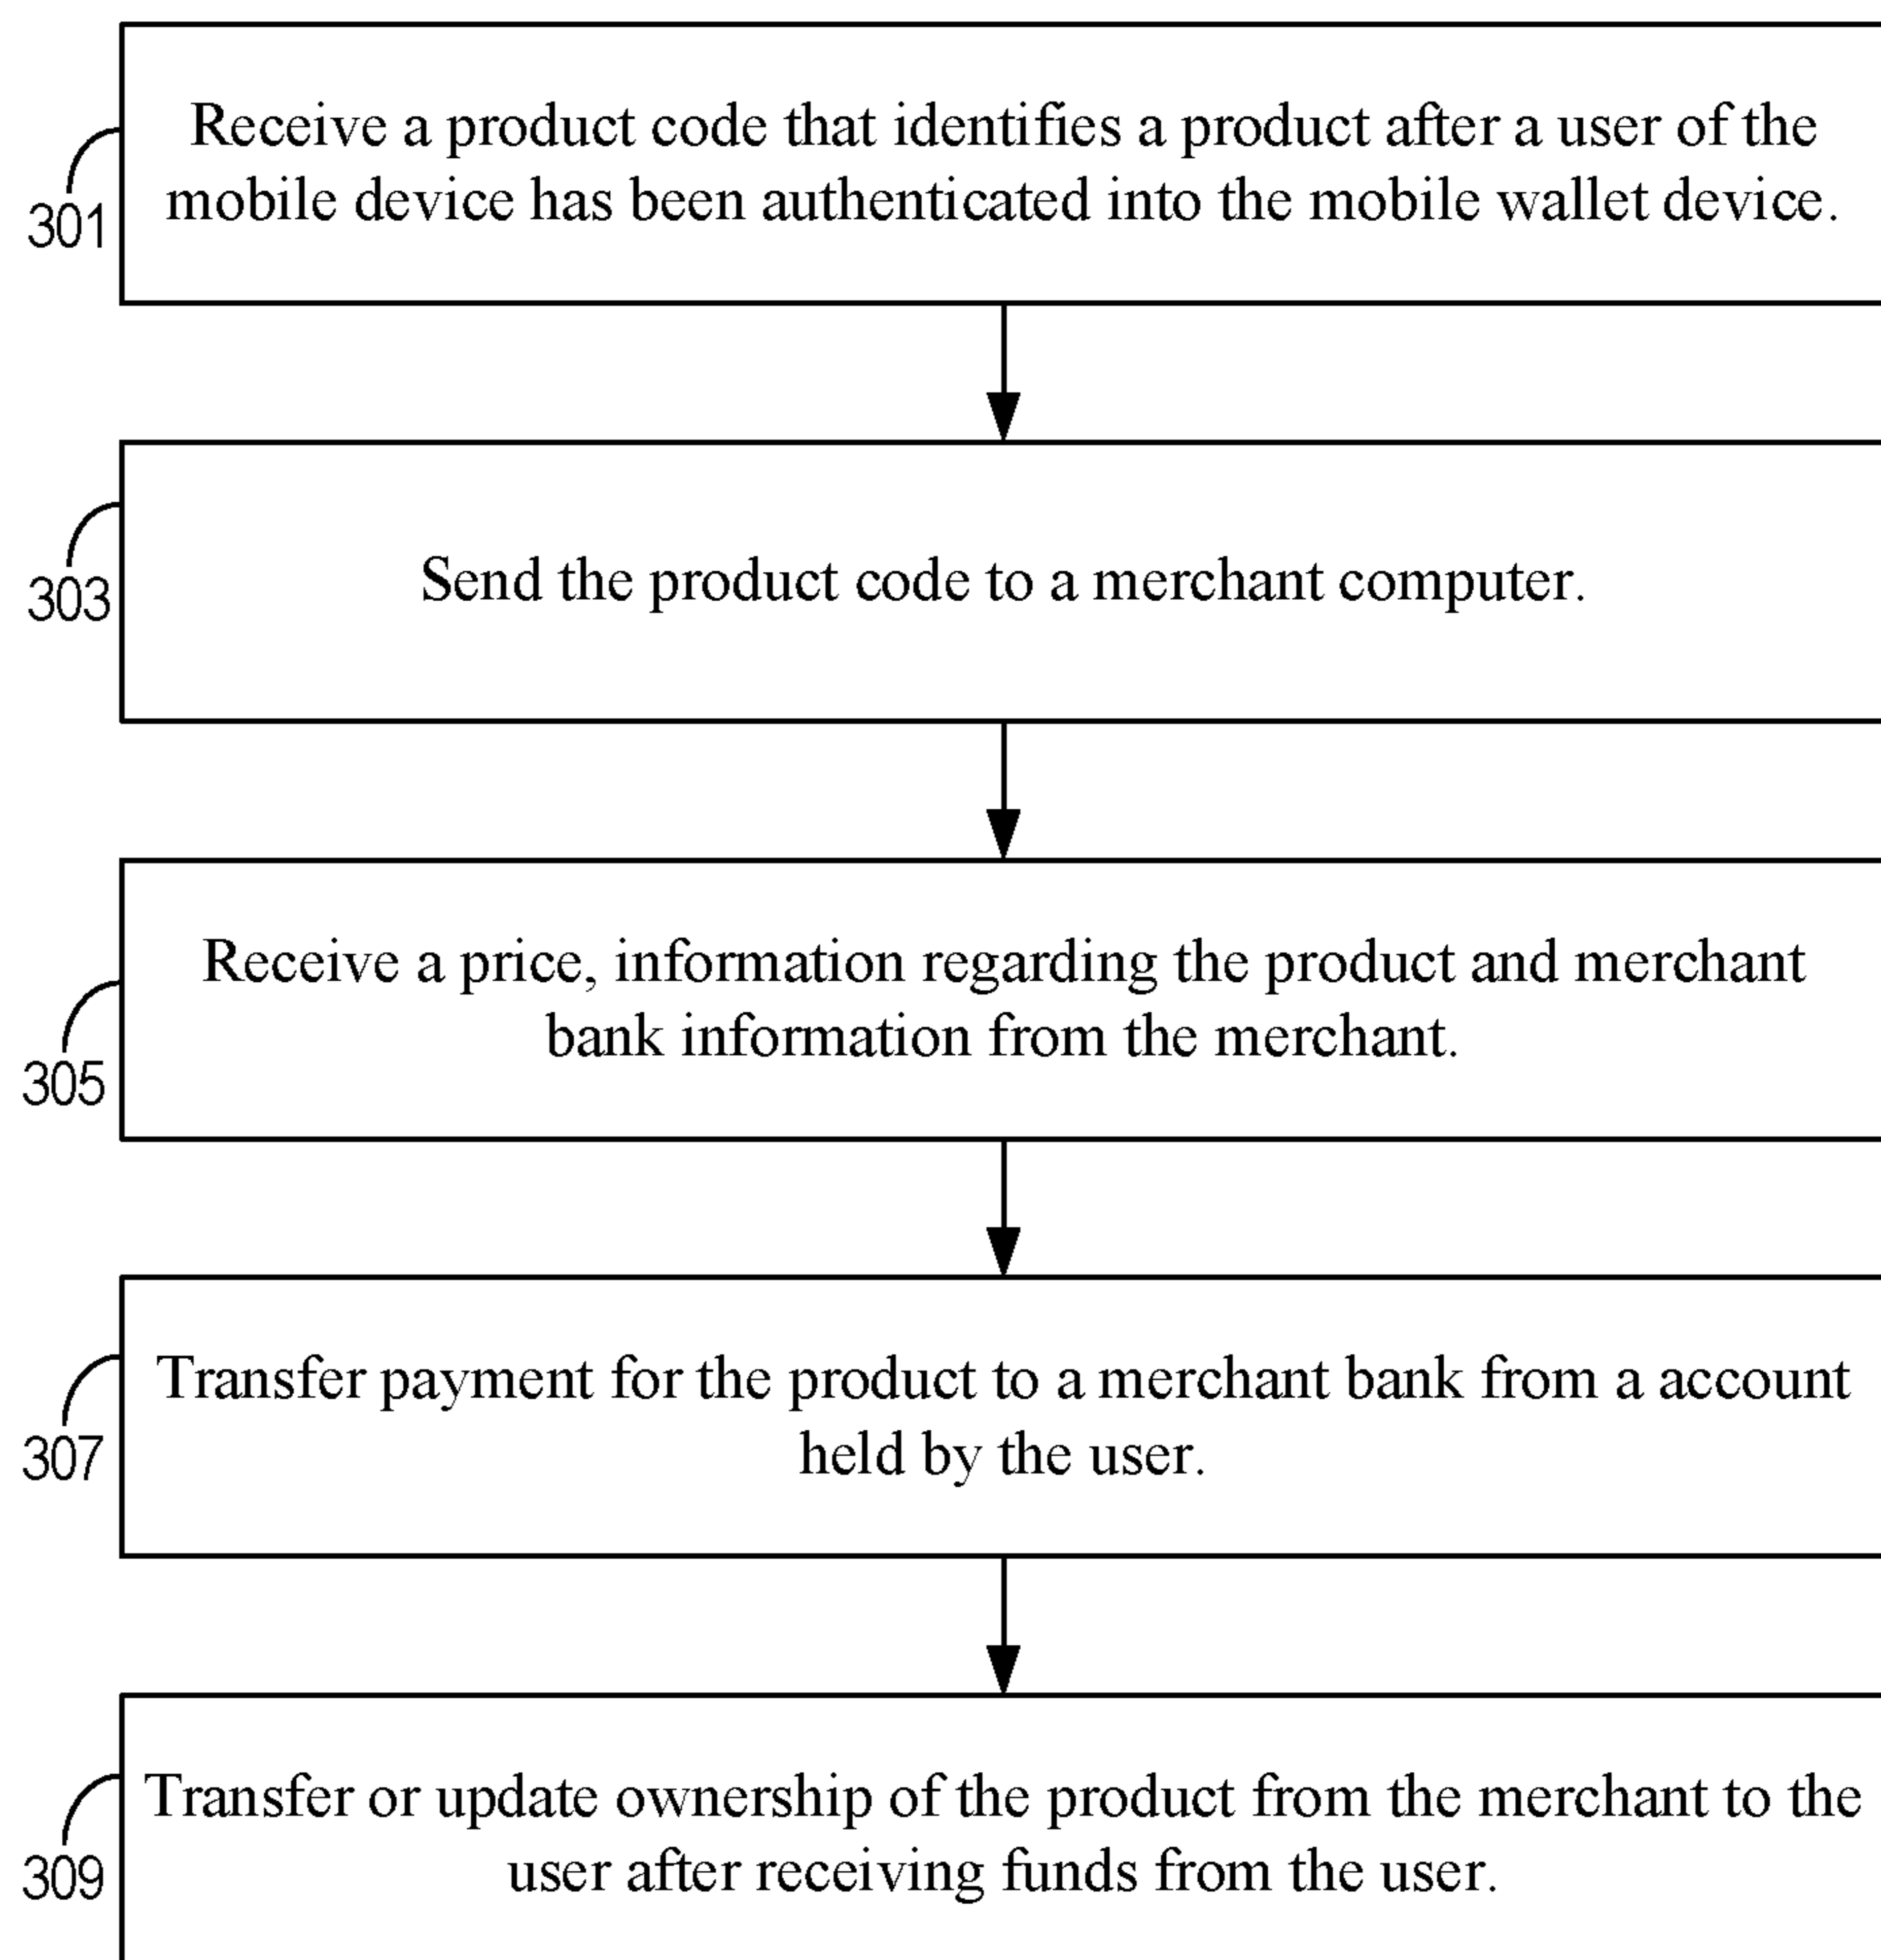 Receive a product code that identifies a product after a user of the
mobile device has been authenticated into the mobile wallet device.
301
Send the product code to a merchant computer.
303
Receive a price, information regarding the product and merchant
bank information from the merchant.
305
Transfer payment for the product to a merchant bank from a account
held by the user.
307
Transfer or update ownership of the product from the merchant to the
user after receiving funds from the user.
309